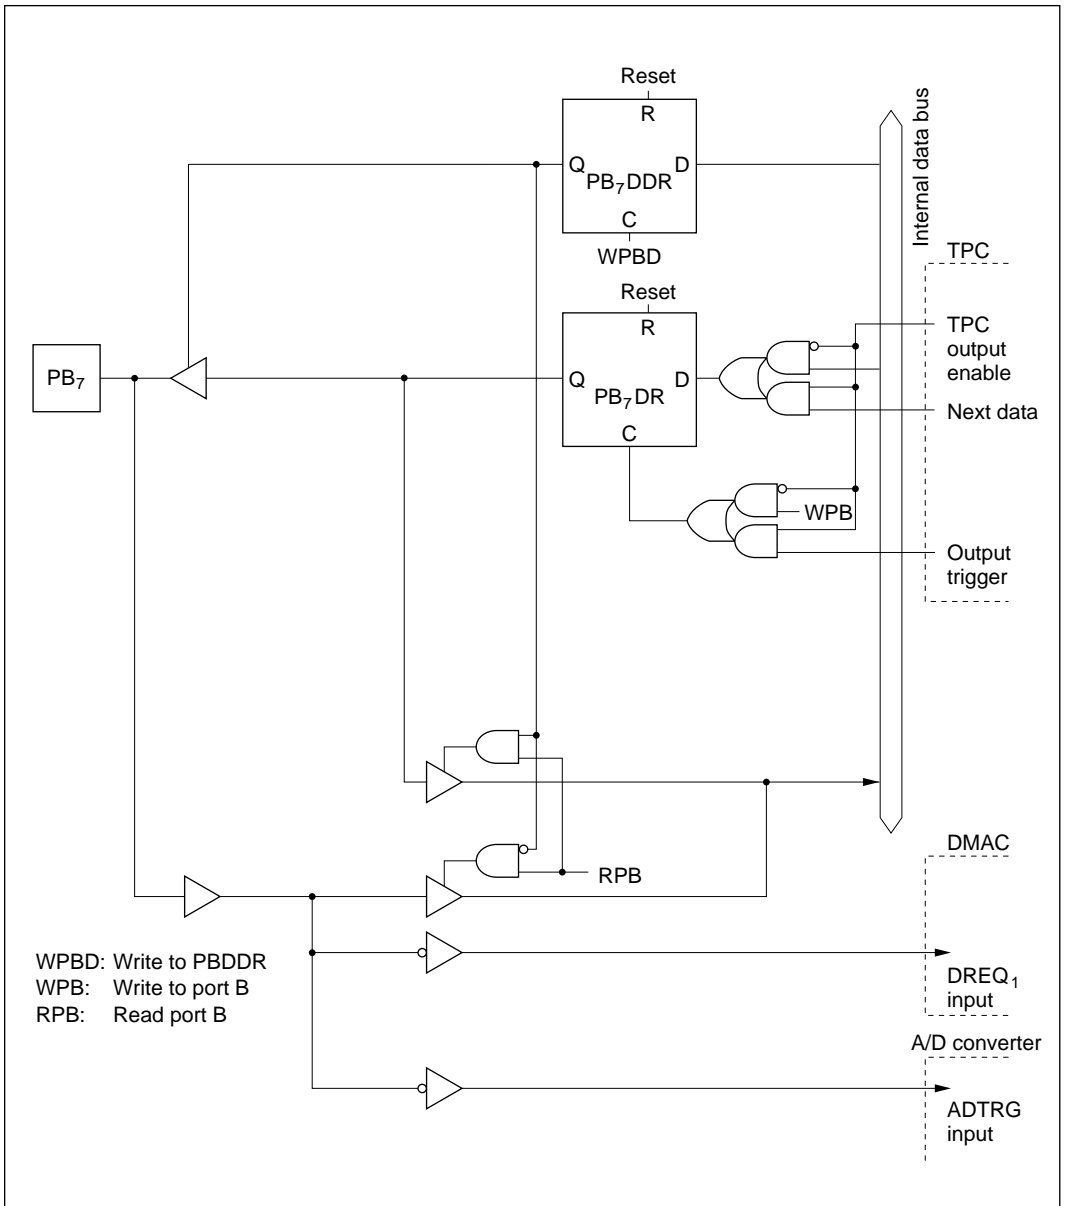 Reset
R
Q
D
PB7DDR
C
WPBD
Internal data bus
TPC
Reset
R
TPC
output
enable
PB7
Q
D
PB7DR
C
Next data
WPB
Output
trigger
DMAC
RPB
WPBD: Write to PBDDR
WPB: Write to port B
RPB: Read port B
DREQ1
input
A/D converter
ADTRG
input